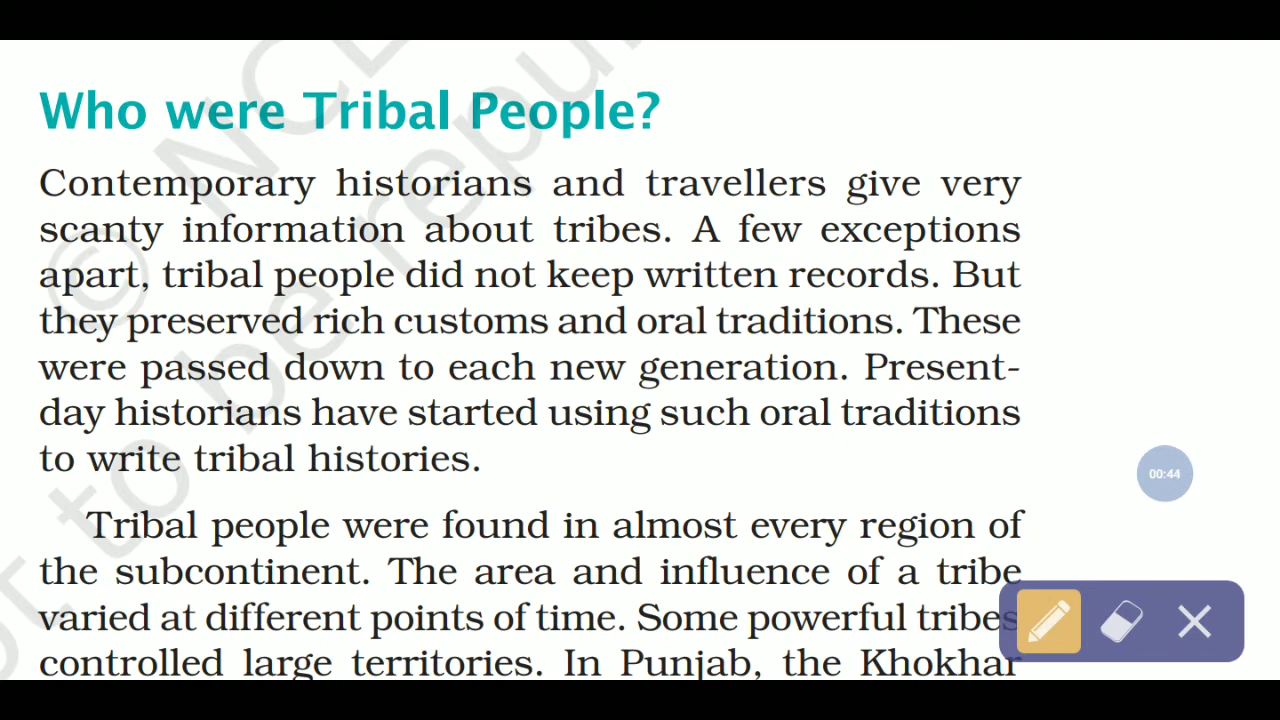 Who were Tribal People?
Contemporary historians and travellers give very
scanty information about tribes. A few exceptions
apart, tribal people did not keep written records. But
they preserved rich customs and oral traditions. These
were passed down to each new generation. Present-
day historians have started using such oral traditions
to write tribal histories.
Tribal people were found in almost every region of
the subcontinent. The area and influence of a tribe
varied at different points of time. Some powerful tribes
controlled large territories. In Punjab, the Khokhar
00:44